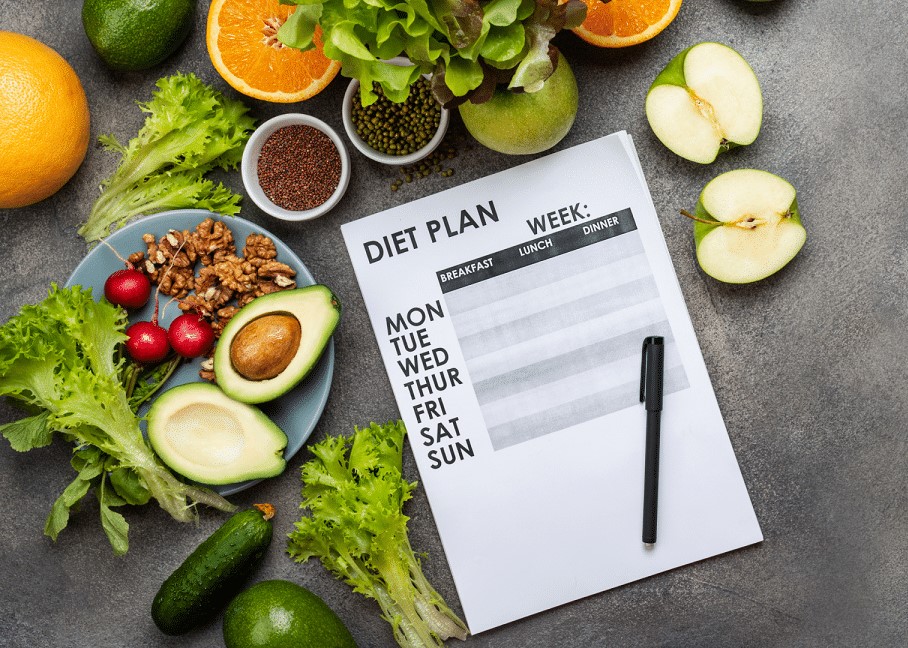 DIET PLAN
WEEK:
BREAKFAST LUNCH DINNER
MON
TUE
WED
THUR
FRI
SAT
SUN